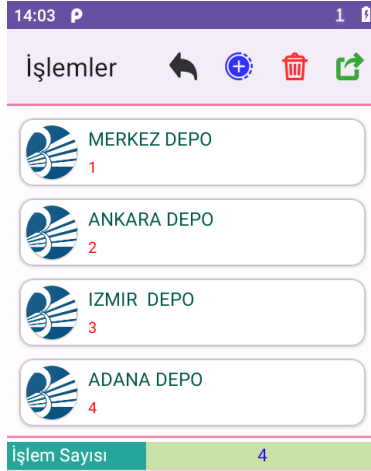 14:03 P 1
İşlemler
MERKEZ DEPO
1
ANKARA DEPO
2
IZMIR  DEPO
3
ADANA DEPO
4
İşlem Sayısı 4